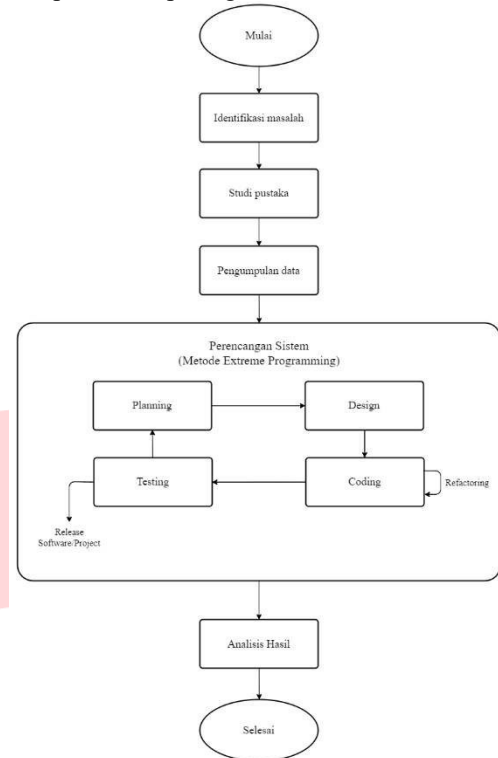 Mulai
Identifikasi masalah
Studi pustaka
Pengumpulan data
Perencangan Sistem
(Metode Extreme Programming)
Planning
Design
Testing
Coding
Refactoring
Release
Software/Project
Analisis Hasil
Selesai